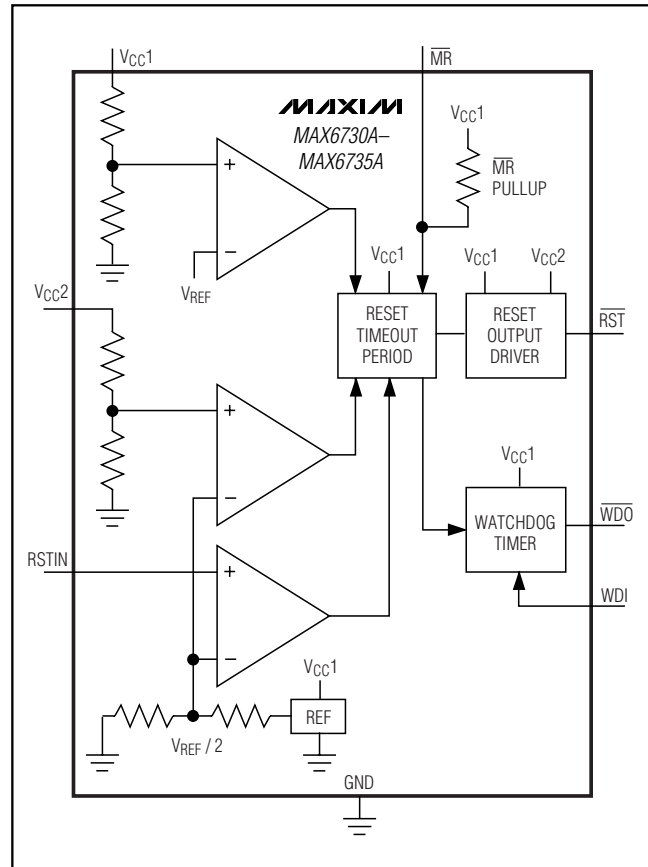 VCC1
MR
MAXIM
MAX6730A–
MAX6735A
VCC1
MR
PULLUP
+
−
VREF
VCC1
VCC1
VCC2
VCC2
RESET
TIMEOUT
PERIOD
RESET
OUTPUT
DRIVER
RST
+
−
VCC1
WATCHDOG
TIMER
WDO
RSTIN
+
WDI
−
VCC1
REF
VREF / 2
GND